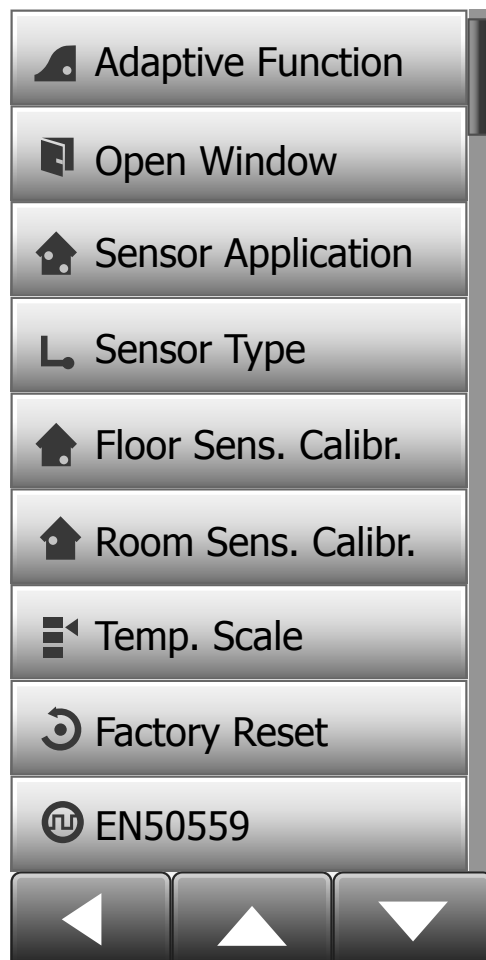 Adaptive Function
Open Window
Sensor Application
Sensor Type
Floor Sens. Calibr.
Room Sens. Calibr.
Temp. Scale
Factory Reset
EN50559